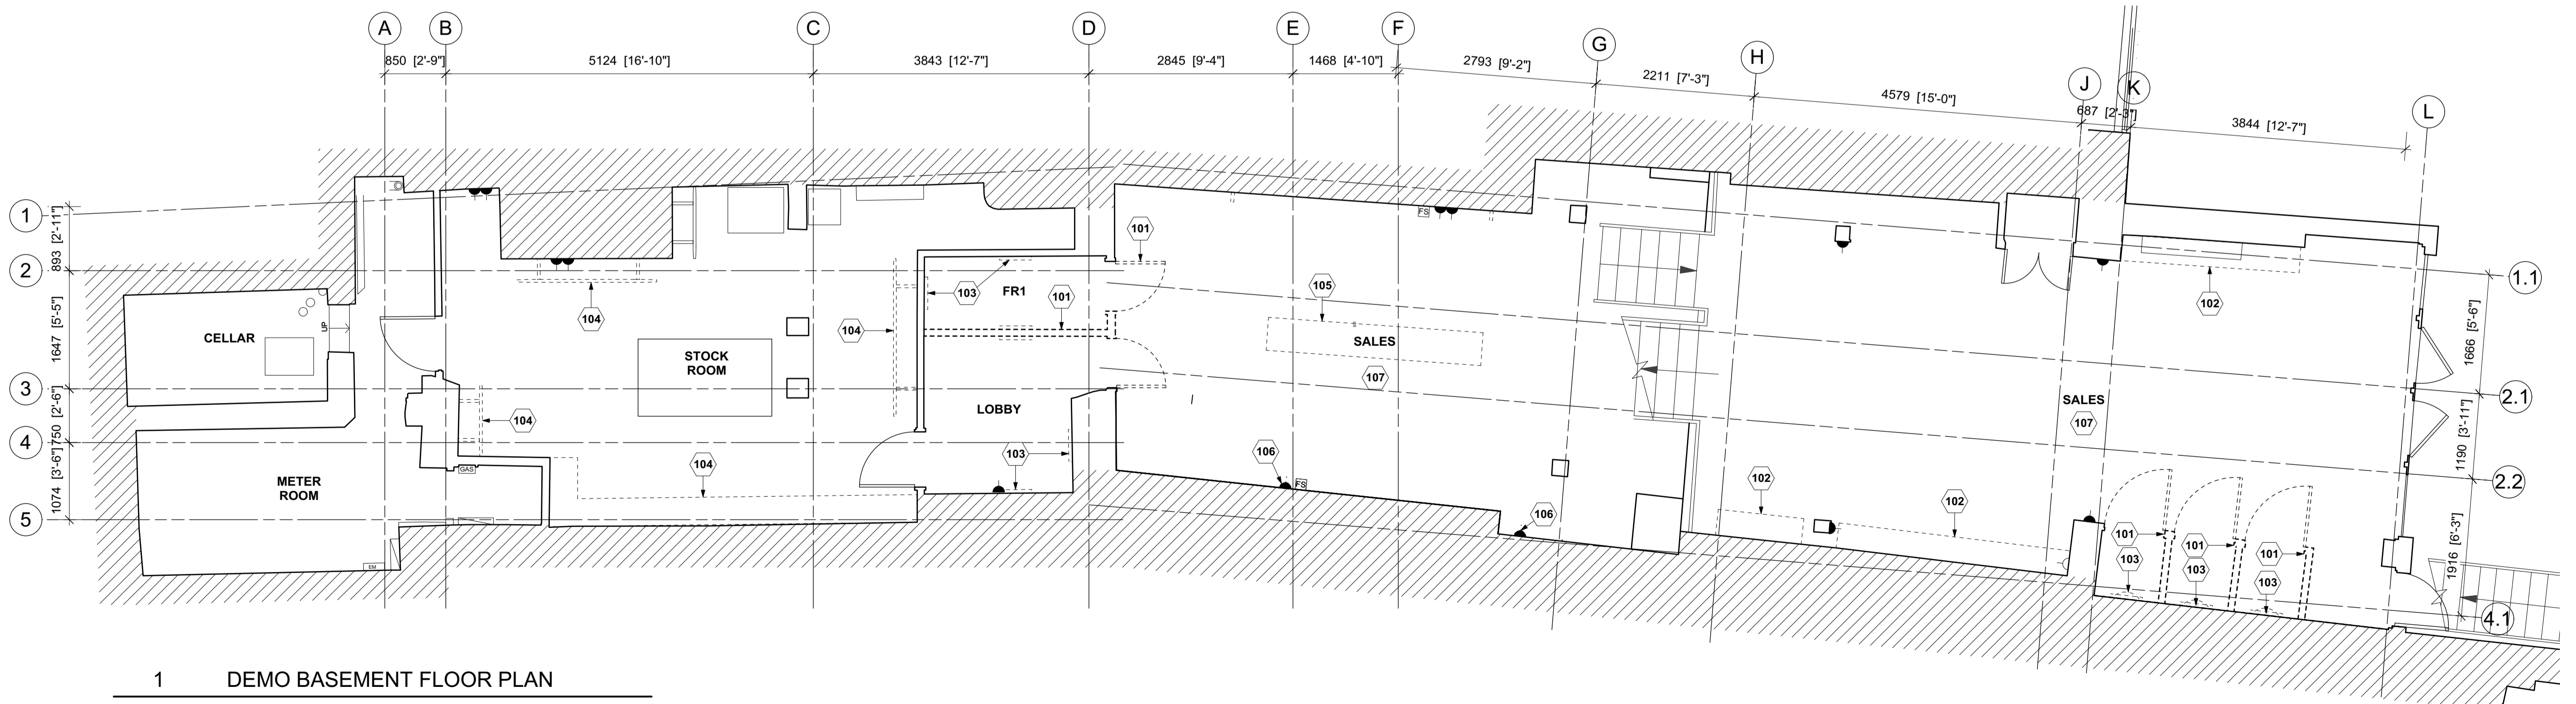 A
B
C
D
E
F
G
H
J
K
L
850 [2'-9"]
5124 [16'-10"]
3843 [12'-7"]
2845 [9'-4"]
1468 [4'-10"]
2793 [9'-2"]
2211 [7'-3"]
4579 [15'-0"]
687 [2'-3"]
3844 [12'-7"]
1
2
3
4
5
893 [2'-11"]
1647 [5'-5"]
750 [2'-6"]
1074 [3'-6"]
1.1
2.1
2.2
4.1
1666 [5'-6"]
1190 [3'-11"]
1916 [6'-3"]
CELLAR
UP
METER
ROOM
EM
GAS
104
104
STOCK
ROOM
104
104
103
FR1
101
101
LOBBY
103
105
SALES
107
FS
106
FS
106
102
102
102
SALES
107
101
101
101
103
103
103
1 DEMO BASEMENT FLOOR PLAN